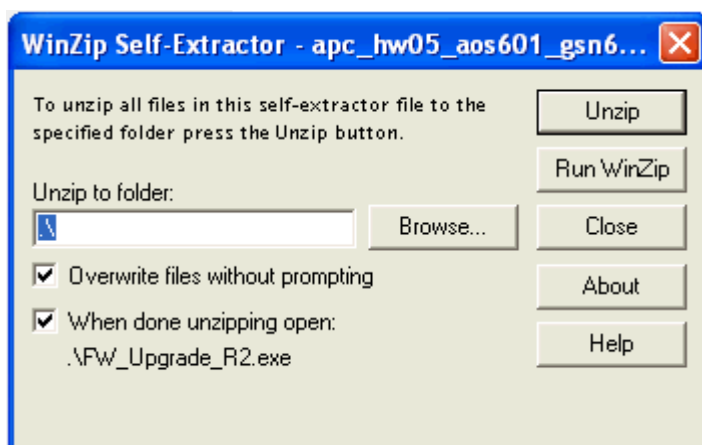 WinZip Self-Extractor - apc_hw05_aos601_gsn6...
To unzip all files in this self-extractor file to the
specified folder press the Unzip button.
Unzip to folder:
.\
Browse...
Overwrite files without prompting
When done unzipping open:
.\FW_Upgrade_R2.exe
Unzip
Run WinZip
Close
About
Help